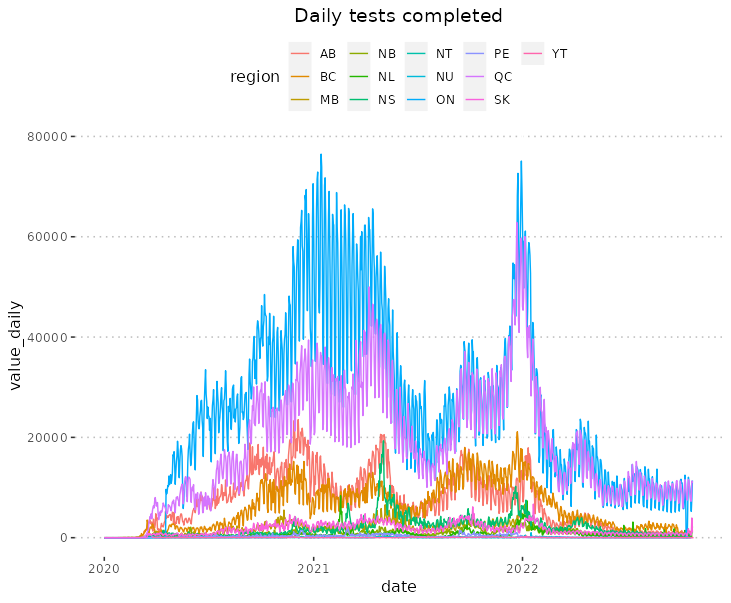 Daily tests completed
region
AB NB NT PE YT
BC NL NU QC
MB NS ON SK
value_daily
80000
60000
40000
20000
0
2020 2021 2022
date